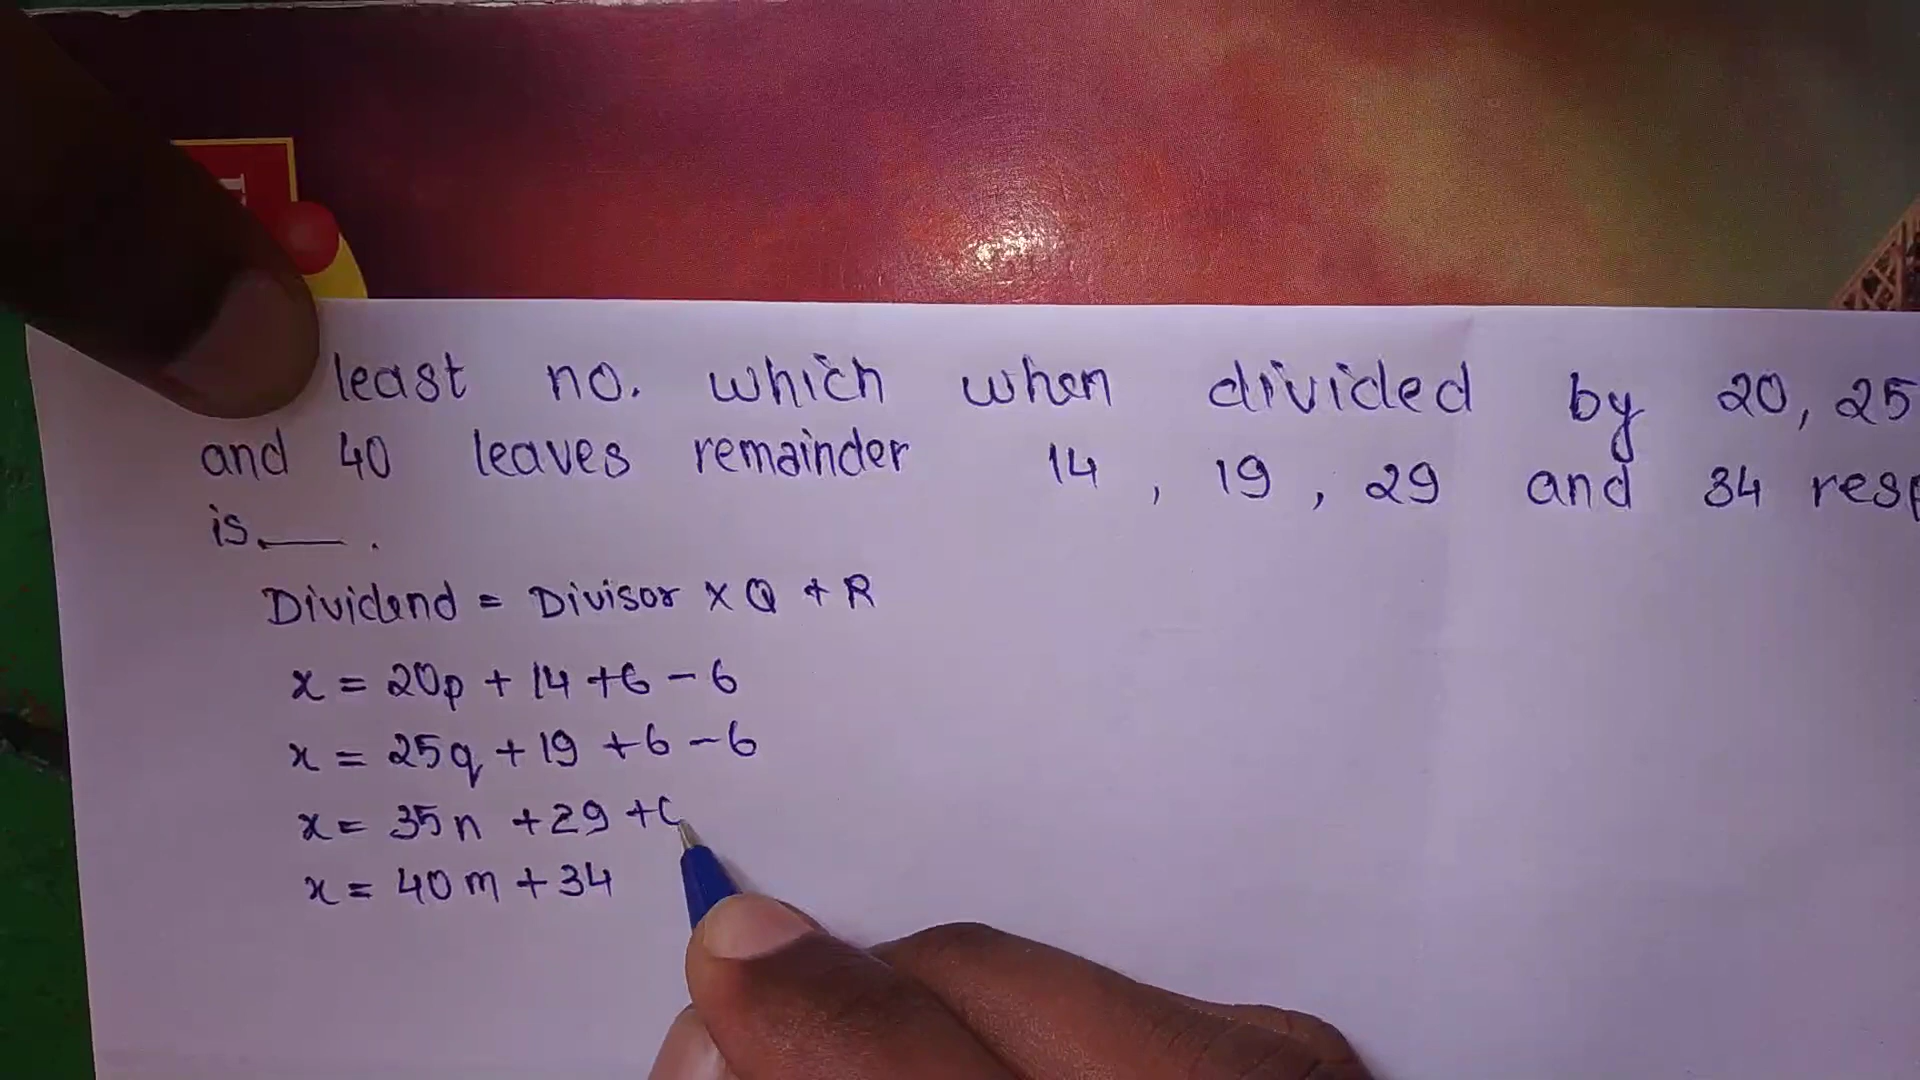 least no. which when divided by 20, 25
and 40 leaves remainder 14, 19, 29 and 34
is ___.
Dividend = Divisor × Q + R
x = 20p + 14 + 6 - 6
x = 25q + 19 + 6 - 6
x = 35n + 29 +
x = 40m + 34